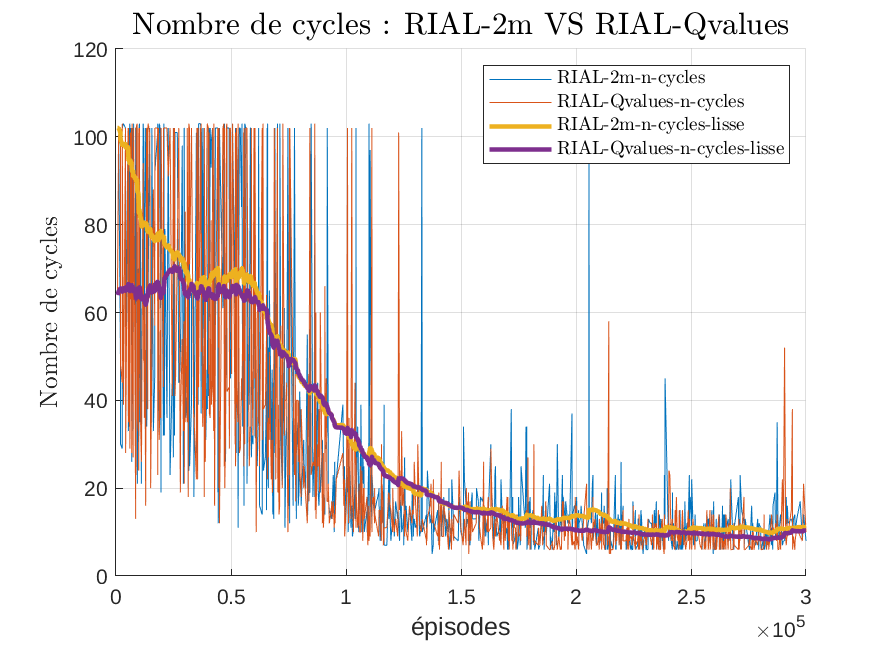 Nombre de cycles : RIAL-2m VS RIAL-Qvalues
RIAL-2m-n-cycles
RIAL-Qvalues-n-cycles
RIAL-2m-n-cycles-lisse
RIAL-Qvalues-n-cycles-lisse
Nombre de cycles
120
100
80
60
40
20
0
0 0.5 1 1.5 2 2.5 3
épisodes
×10⁵